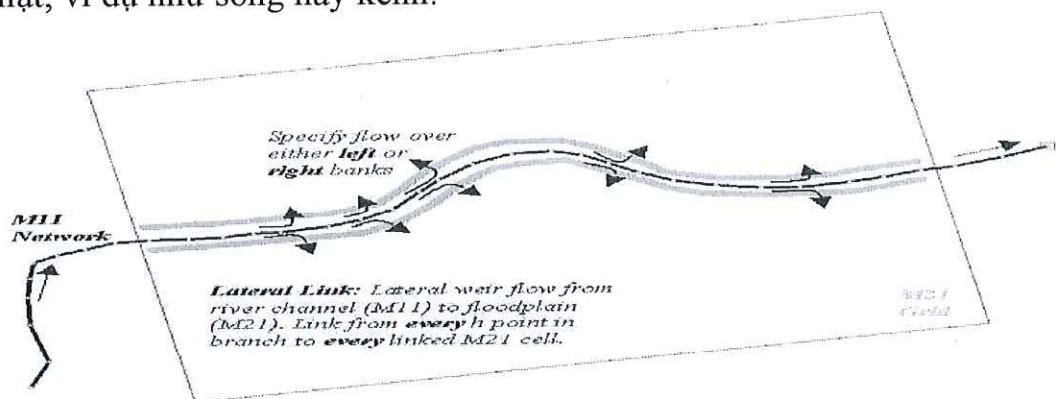 nạt, ví dụ như sông hay kênh.
Specify flow over
either left or
right banks
M11
Network
Lateral Link: Lateral weir flow from
river channel (M11) to floodplain
(M21). Link from every h point in
branch to every linked M21 cell.
M21